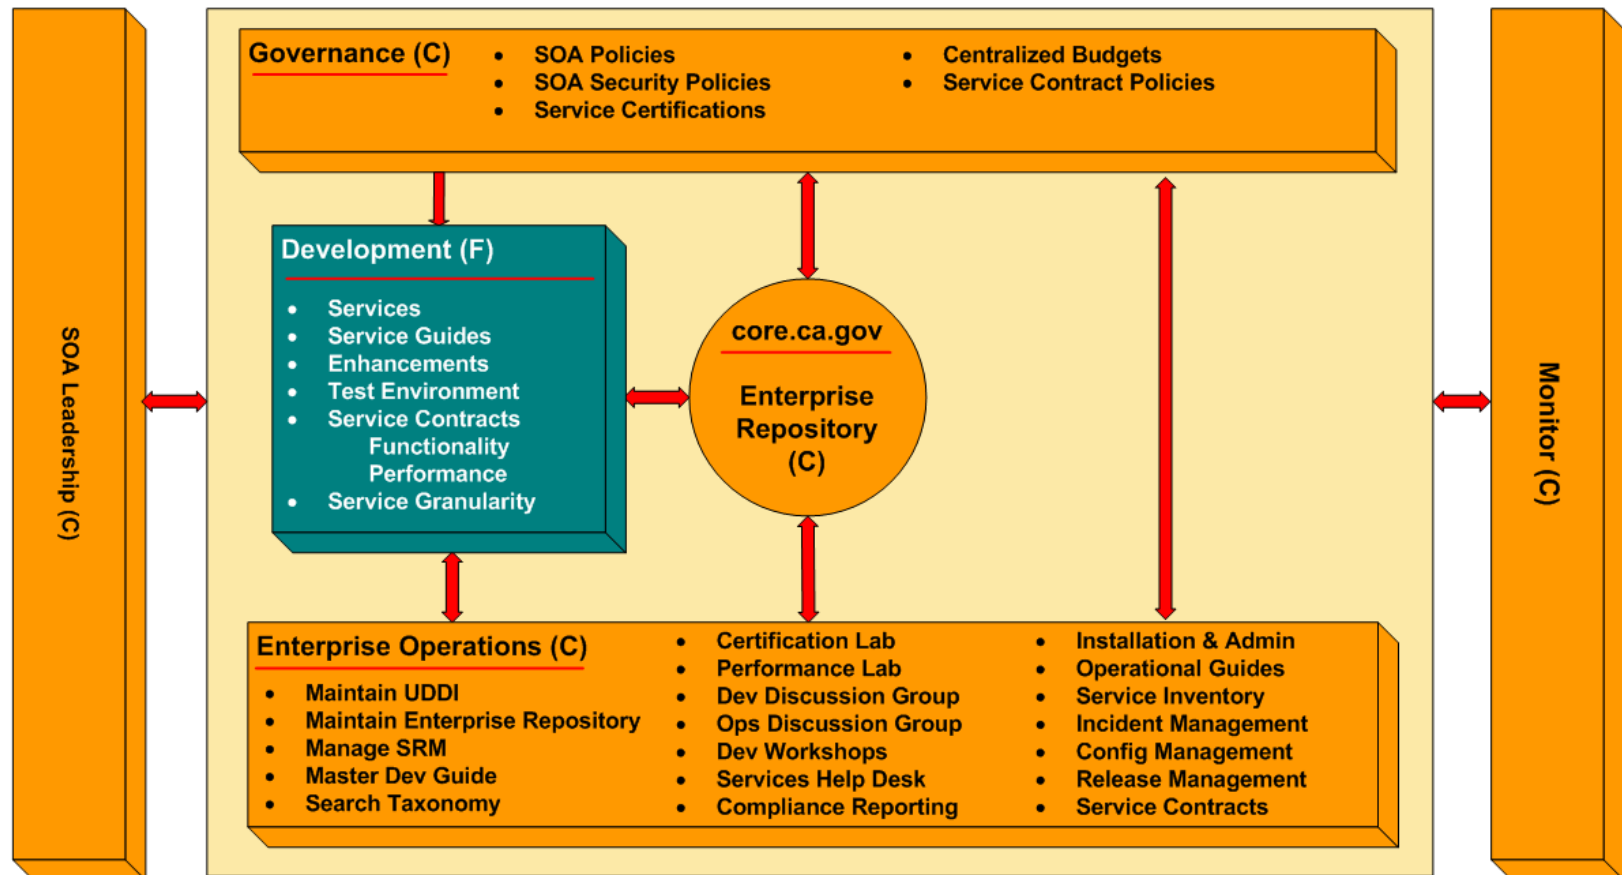 Governance (C)
• SOA Policies
• SOA Security Policies
• Service Certifications
• Centralized Budgets
• Service Contract Policies
SOA Leadership (C)
Development (F)
• Services
• Service Guides
• Enhancements
• Test Environment
• Service Contracts
Functionality
Performance
• Service Granularity
core.ca.gov
Enterprise
Repository
(C)
Monitor (C)
Enterprise Operations (C)
• Maintain UDDI
• Maintain Enterprise Repository
• Manage SRM
• Master Dev Guide
• Search Taxonomy
• Certification Lab
• Performance Lab
• Dev Discussion Group
• Ops Discussion Group
• Dev Workshops
• Services Help Desk
• Compliance Reporting
• Installation & Admin
• Operational Guides
• Service Inventory
• Incident Management
• Config Management
• Release Management
• Service Contracts